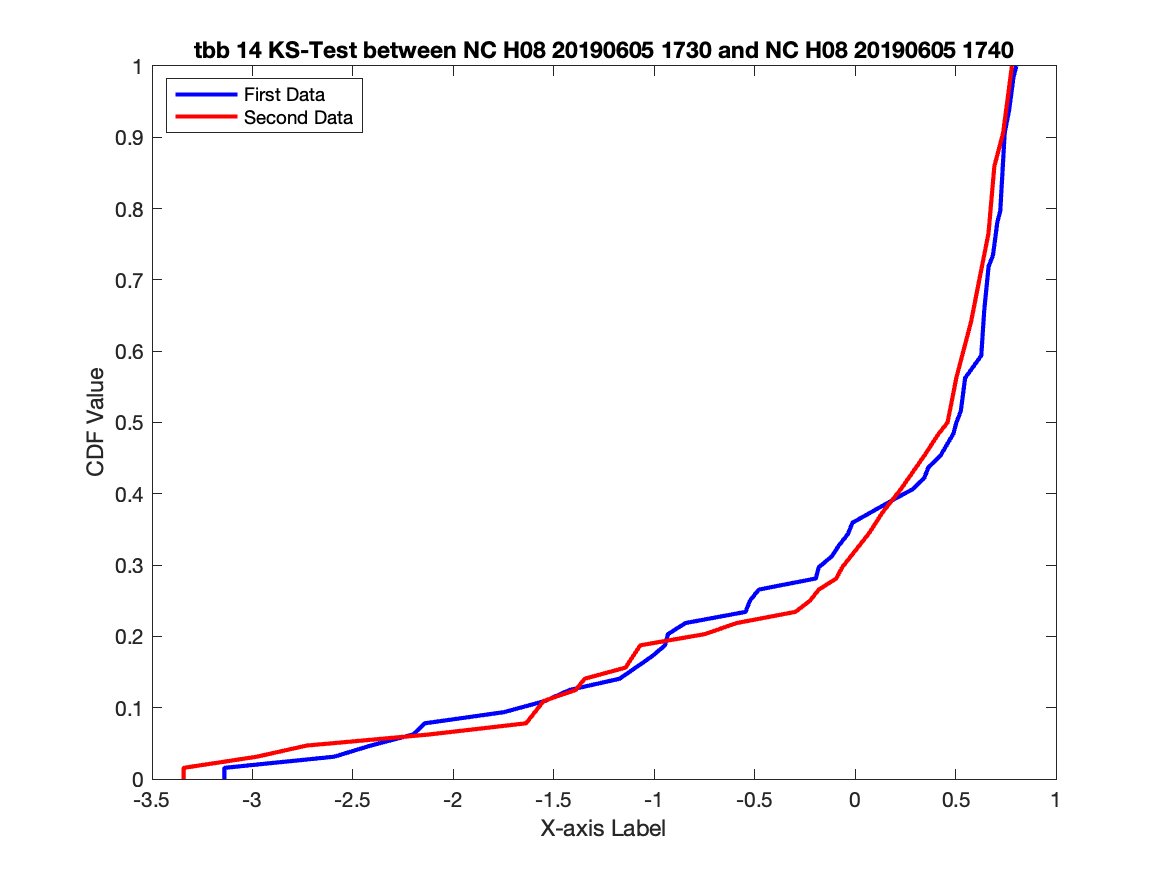 tbb 14 KS-Test between NC H08 20190605 1730 and NC H08 20190605 1740
First Data
Second Data
1
0.9
0.8
0.7
0.6
0.5
0.4
0.3
0.2
0.1
0
CDF Value
-3.5 -3 -2.5 -2 -1.5 -1 -0.5 0 0.5 1
X-axis Label